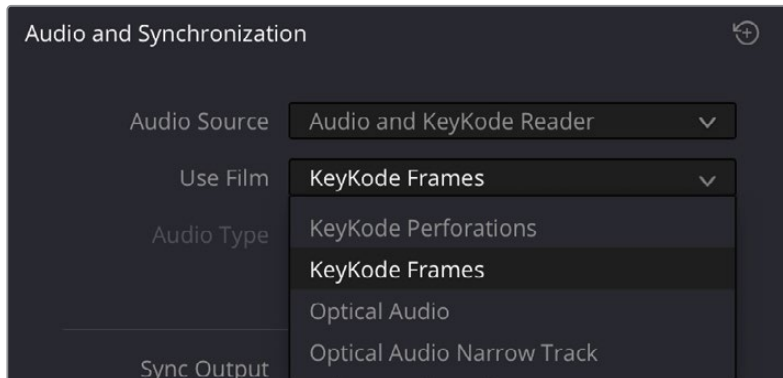 Audio and Synchronization
Audio Source Audio and KeyKode Reader
Use Film KeyKode Frames
Audio Type KeyKode Perforations
KeyKode Frames
Optical Audio
Optical Audio Narrow Track
Sync Output